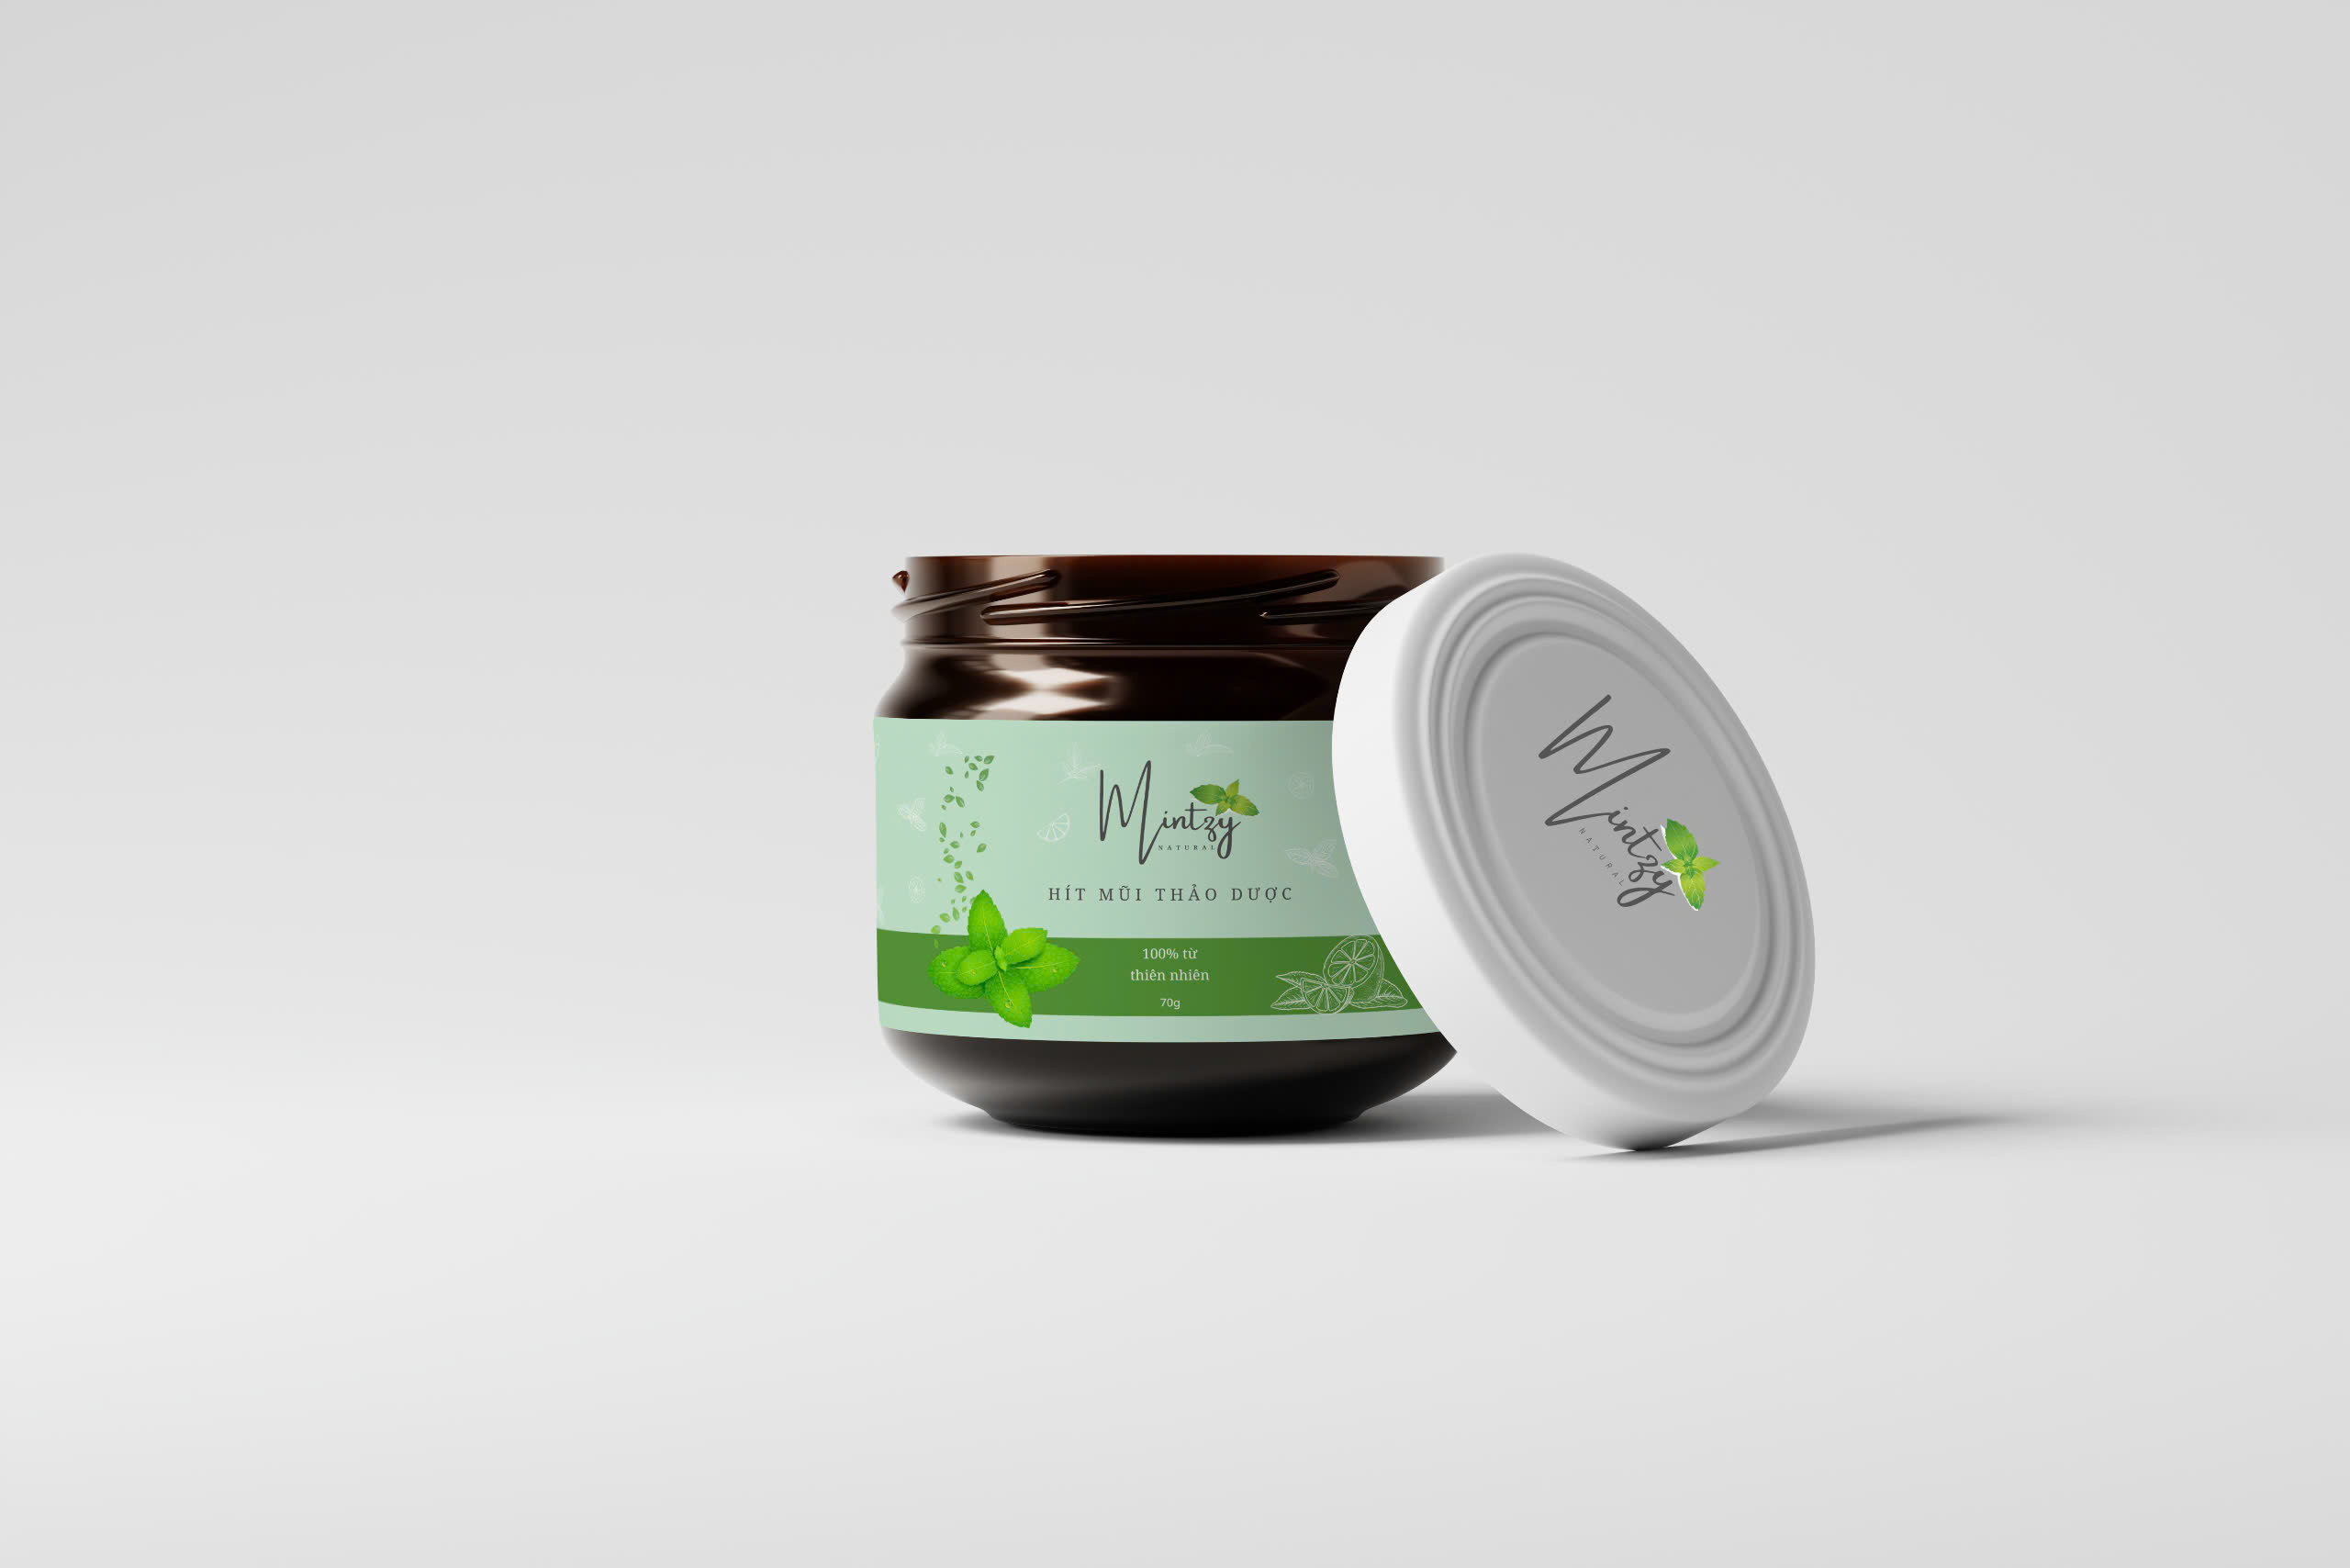 Mintzy
NATURAL
HÍT MŨI THẢO DƯỢC
100% từ
thiên nhiên
70g
Mintzy
NATURAL